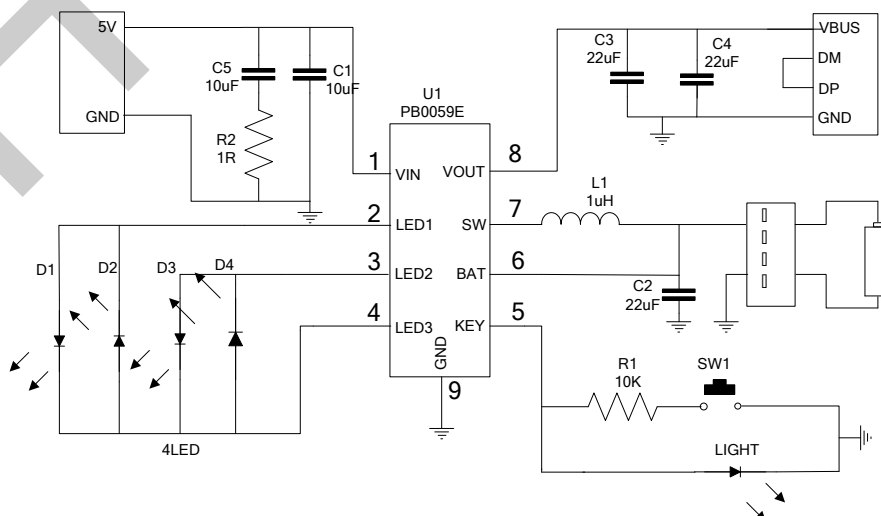 5V
GND
C5
10uF
C1
10uF
R2
1R
U1
PB0059E
1
VIN
2
LED1
3
LED2
4
LED3
GND
9
8
VOUT
7
SW
6
BAT
5
KEY
C3
22uF
C4
22uF
VBUS
DM
DP
GND
L1
1uH
C2
22uF
R1
10K
SW1
LIGHT
D1
D2
D3
D4
4LED